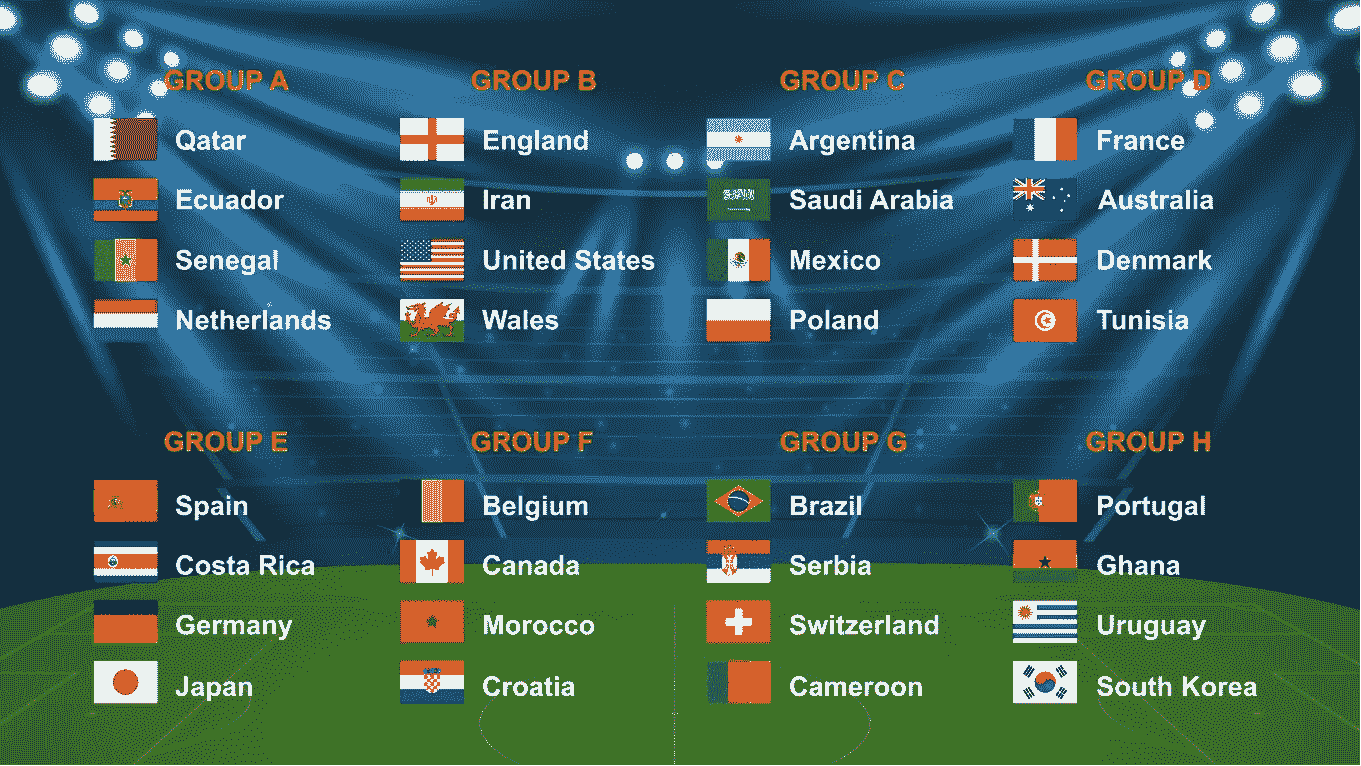 GROUP A
Qatar
Ecuador
Senegal
Netherlands
GROUP B
England
Iran
United States
Wales
GROUP C
Argentina
Saudi Arabia
Mexico
Poland
GROUP D
France
Australia
Denmark
Tunisia
GROUP E
Spain
Costa Rica
Germany
Japan
GROUP F
Belgium
Canada
Morocco
Croatia
GROUP G
Brazil
Serbia
Switzerland
Cameroon
GROUP H
Portugal
Ghana
Uruguay
South Korea